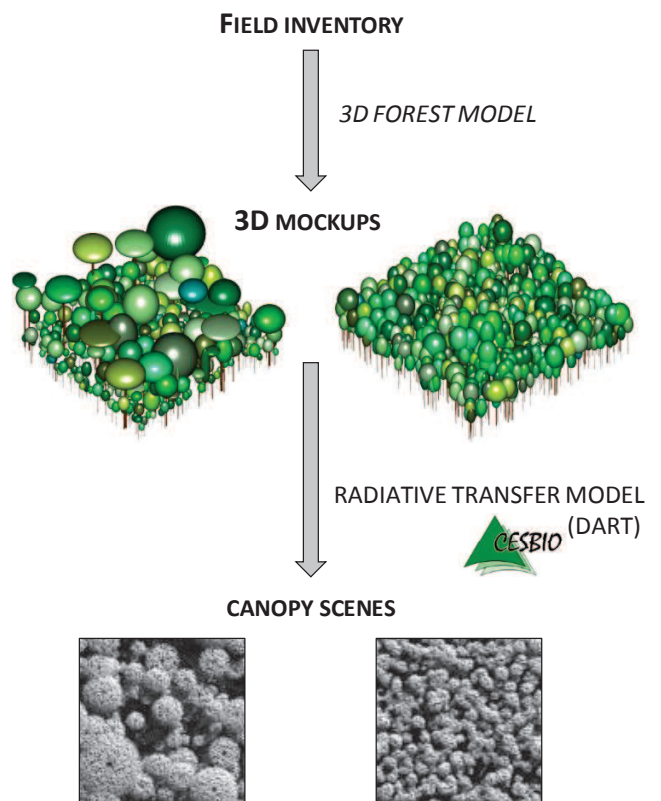 FIELD INVENTORY
3D FOREST MODEL
3D MOCKUPS
RADIATIVE TRANSFER MODEL
(DART)
CESBIO
CANOPY SCENES